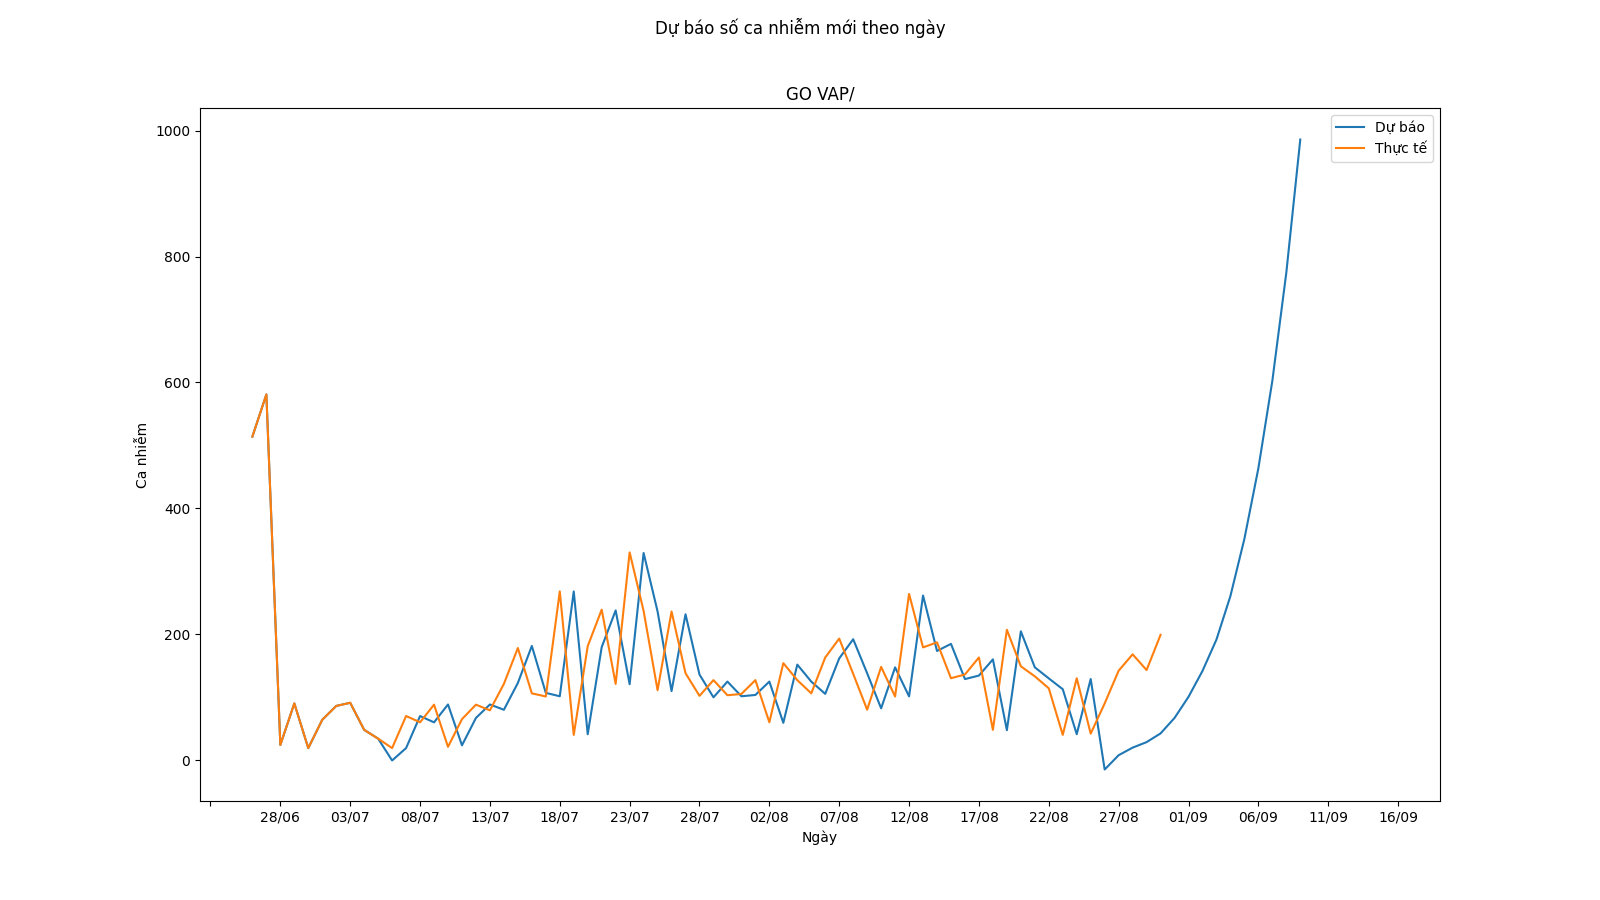 Dự báo số ca nhiễm mới theo ngày
GO VAP/
Dự báo
Thực tế
1000
800
600
400
200
0
Ca nhiễm
28/06 03/07 08/07 13/07 18/07 23/07 28/07 02/08 07/08 12/08 17/08 22/08 27/08 01/09 06/09 11/09 16/09
Ngày